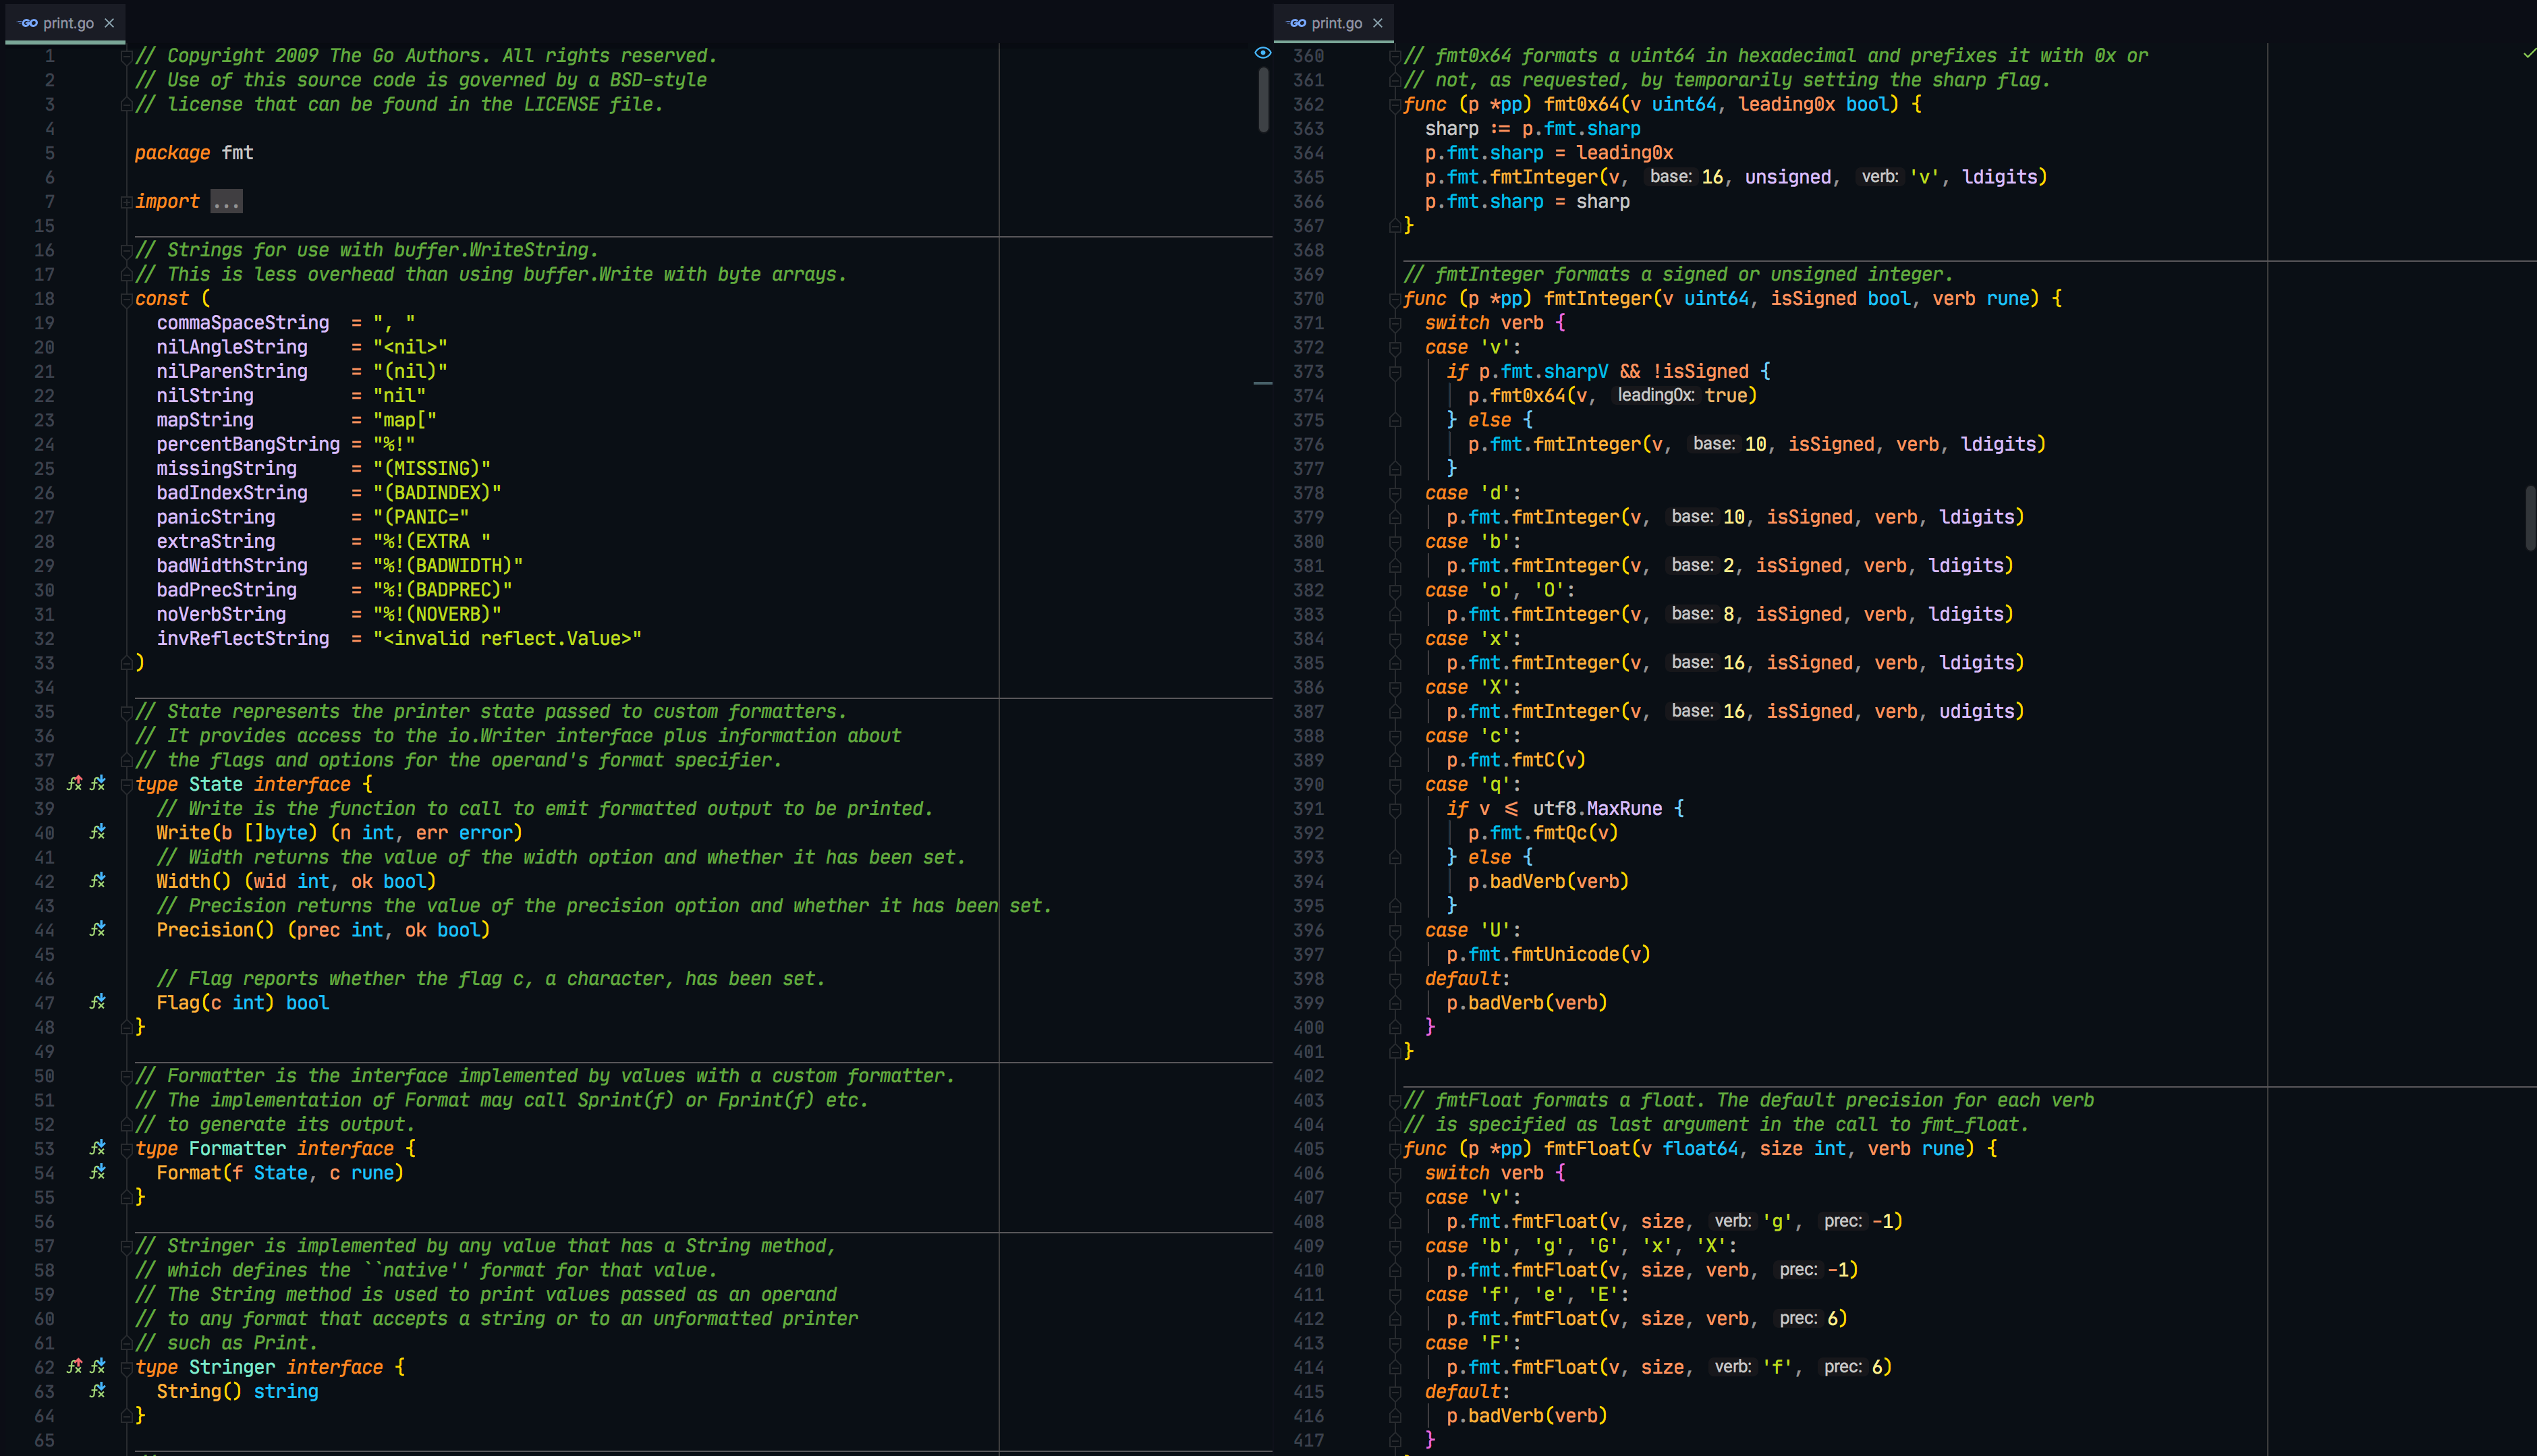 GO print.go
1 // Copyright 2009 The Go Authors. All rights reserved.
2 // Use of this source code is governed by a BSD-style
3 // license that can be found in the LICENSE file.
4
5 package fmt
6
7 import ...
15
16 // Strings for use with buffer.WriteString.
17 // This is less overhead than using buffer.Write with byte arrays.
18 const (
19 commaSpaceString = ", "
20 nilAngleString = "<nil>"
21 nilParenString = "(nil)"
22 nilString = "nil"
23 mapString = "map["
24 percentBangString = "%!"
25 missingString = "(MISSING)"
26 badIndexString = "(BADINDEX)"
27 panicString = "(PANIC="
28 extraString = "%!(EXTRA "
29 badWidthString = "%!(BADWIDTH)"
30 badPrecString = "%!(BADPREC)"
31 noVerbString = "%!(NOVERB)"
32 invReflectString = "<invalid reflect.Value>"
33 )
34
35 // State represents the printer state passed to custom formatters.
36 // It provides access to the io.Writer interface plus information about
37 // the flags and options for the operand's format specifier.
38 type State interface {
39 // Write is the function to call to emit formatted output to be printed.
40 Write(b []byte) (n int, err error)
41 // Width returns the value of the width option and whether it has been set.
42 Width() (wid int, ok bool)
43 // Precision returns the value of the precision option and whether it has been set.
44 Precision() (prec int, ok bool)
45
46 // Flag reports whether the flag c, a character, has been set.
47 Flag(c int) bool
48 }
49
50 // Formatter is the interface implemented by values with a custom formatter.
51 // The implementation of Format may call Sprint(f) or Fprint(f) etc.
52 // to generate its output.
53 type Formatter interface {
54 Format(f State, c rune)
55 }
56
57 // Stringer is implemented by any value that has a String method,
58 // which defines the ``native'' format for that value.
59 // The String method is used to print values passed as an operand
60 // to any format that accepts a string or to an unformatted printer
61 // such as Print.
62 type Stringer interface {
63 String() string
64 }
65
GO print.go
360 // fmt0x64 formats a uint64 in hexadecimal and prefixes it with 0x or
361 // not, as requested, by temporarily setting the sharp flag.
362 func (p *pp) fmt0x64(v uint64, leading0x bool) {
363 sharp := p.fmt.sharp
364 p.fmt.sharp = leading0x
365 p.fmt.fmtInteger(v, base: 16, unsigned, verb: 'v', ldigits)
366 p.fmt.sharp = sharp
367 }
368
369 // fmtInteger formats a signed or unsigned integer.
370 func (p *pp) fmtInteger(v uint64, isSigned bool, verb rune) {
371 switch verb {
372 case 'v':
373 if p.fmt.sharpV && !isSigned {
374 p.fmt0x64(v, leading0x: true)
375 } else {
376 p.fmt.fmtInteger(v, base: 10, isSigned, verb, ldigits)
377 }
378 case 'd':
379 p.fmt.fmtInteger(v, base: 10, isSigned, verb, ldigits)
380 case 'b':
381 p.fmt.fmtInteger(v, base: 2, isSigned, verb, ldigits)
382 case 'o', 'O':
383 p.fmt.fmtInteger(v, base: 8, isSigned, verb, ldigits)
384 case 'x':
385 p.fmt.fmtInteger(v, base: 16, isSigned, verb, ldigits)
386 case 'X':
387 p.fmt.fmtInteger(v, base: 16, isSigned, verb, udigits)
388 case 'c':
389 p.fmt.fmtC(v)
390 case 'q':
391 if v <= utf8.MaxRune {
392 p.fmt.fmtQc(v)
393 } else {
394 p.badVerb(verb)
395 }
396 case 'U':
397 p.fmt.fmtUnicode(v)
398 default:
399 p.badVerb(verb)
400 }
401 }
402
403 // fmtFloat formats a float. The default precision for each verb
404 // is specified as last argument in the call to fmt_float.
405 func (p *pp) fmtFloat(v float64, size int, verb rune) {
406 switch verb {
407 case 'v':
408 p.fmt.fmtFloat(v, size, verb: 'g', prec: -1)
409 case 'b', 'g', 'G', 'x', 'X':
410 p.fmt.fmtFloat(v, size, verb, prec: -1)
411 case 'f', 'e', 'E':
412 p.fmt.fmtFloat(v, size, verb, prec: 6)
413 case 'F':
414 p.fmt.fmtFloat(v, size, verb: 'f', prec: 6)
415 default:
416 p.badVerb(verb)
417 }